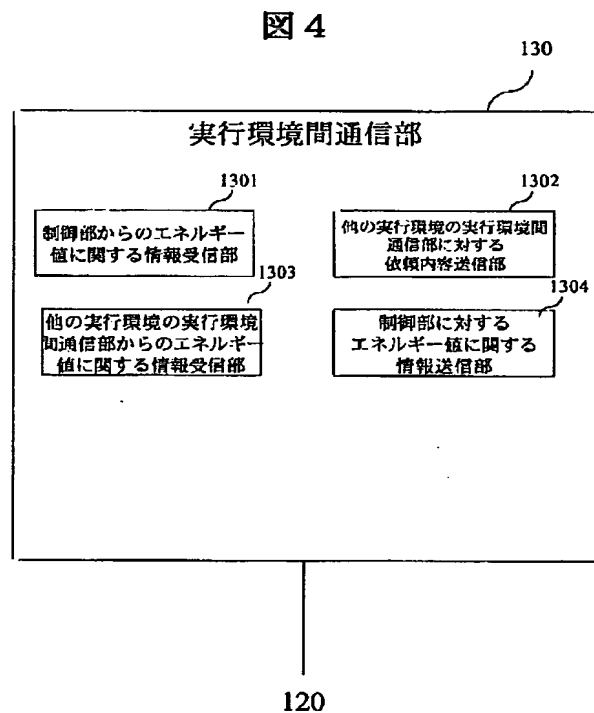 図４
130
実行環境間通信部
1301
制御部からのエネルギー
値に関する情報受信部
1302
他の実行環境の実行環境間
通信部に対する
依頼内容送信部
1303
他の実行環境の実行環境
間通信部からのエネルギー
値に関する情報受信部
1304
制御部に対する
エネルギー値に関する
情報送信部
120